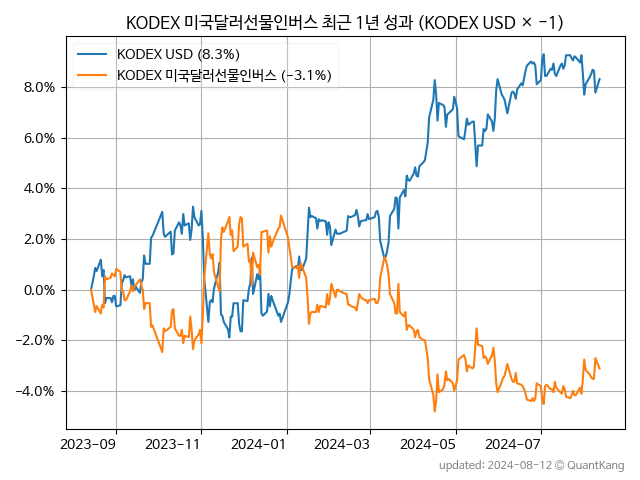 KODEX 미국달러선물인버스 최근 1년 성과 (KODEX USD × -1)
KODEX USD (8.3%)
KODEX 미국달러선물인버스 (-3.1%)
8.0%
6.0%
4.0%
2.0%
0.0%
-2.0%
-4.0%
2023-09 2023-11 2024-01 2024-03 2024-05 2024-07
updated: 2024-08-12 © QuantKang